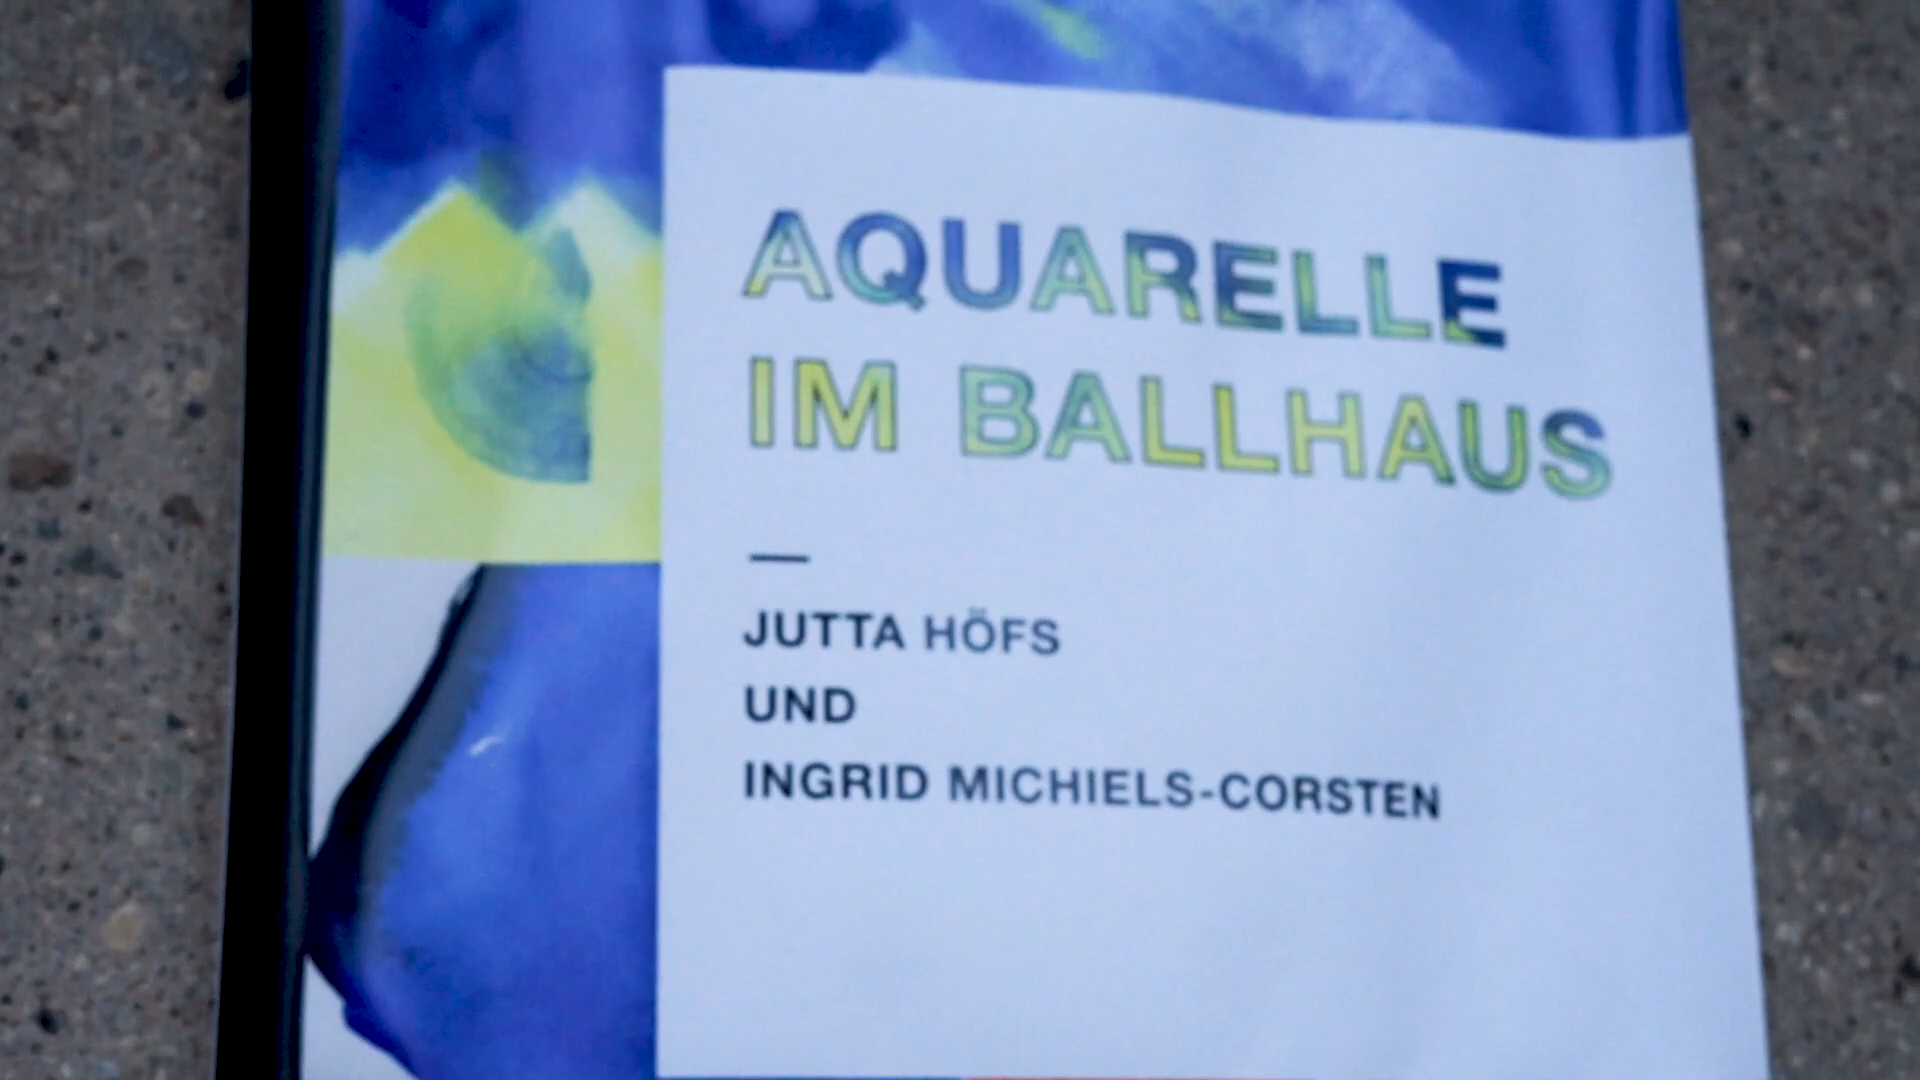 AQUARELLE
IM BALLHAUS
—
JUTTA HÖFS
UND
INGRID MICHIELS-CORSTEN